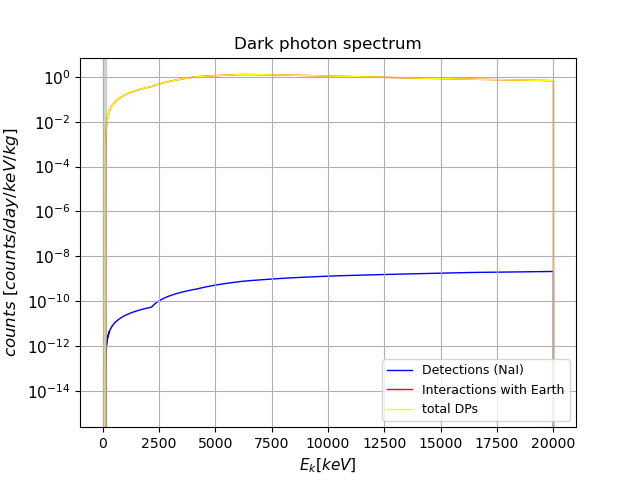 Dark photon spectrum
counts [counts/day/keV/kg]
10^0
10^-2
10^-4
10^-6
10^-8
10^-10
10^-12
10^-14
Detections (NaI)
Interactions with Earth
total DPs
0 2500 5000 7500 10000 12500 15000 17500 20000
E_k[keV]